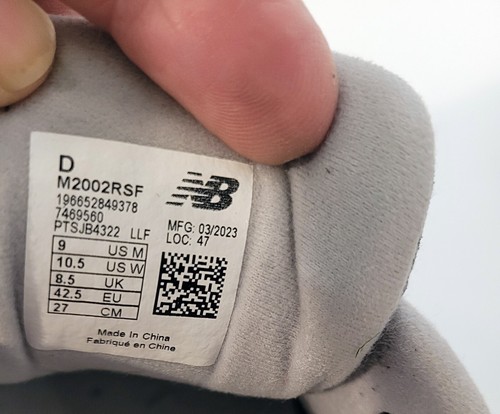 D
M2002RSF
196652849378
7469560
PTSJB4322 LLF
NB
MFG: 03/2023
LOC: 47
9 US M
10.5 US W
8.5 UK
42.5 EU
27 CM
Made in China
Fabriqué en Chine